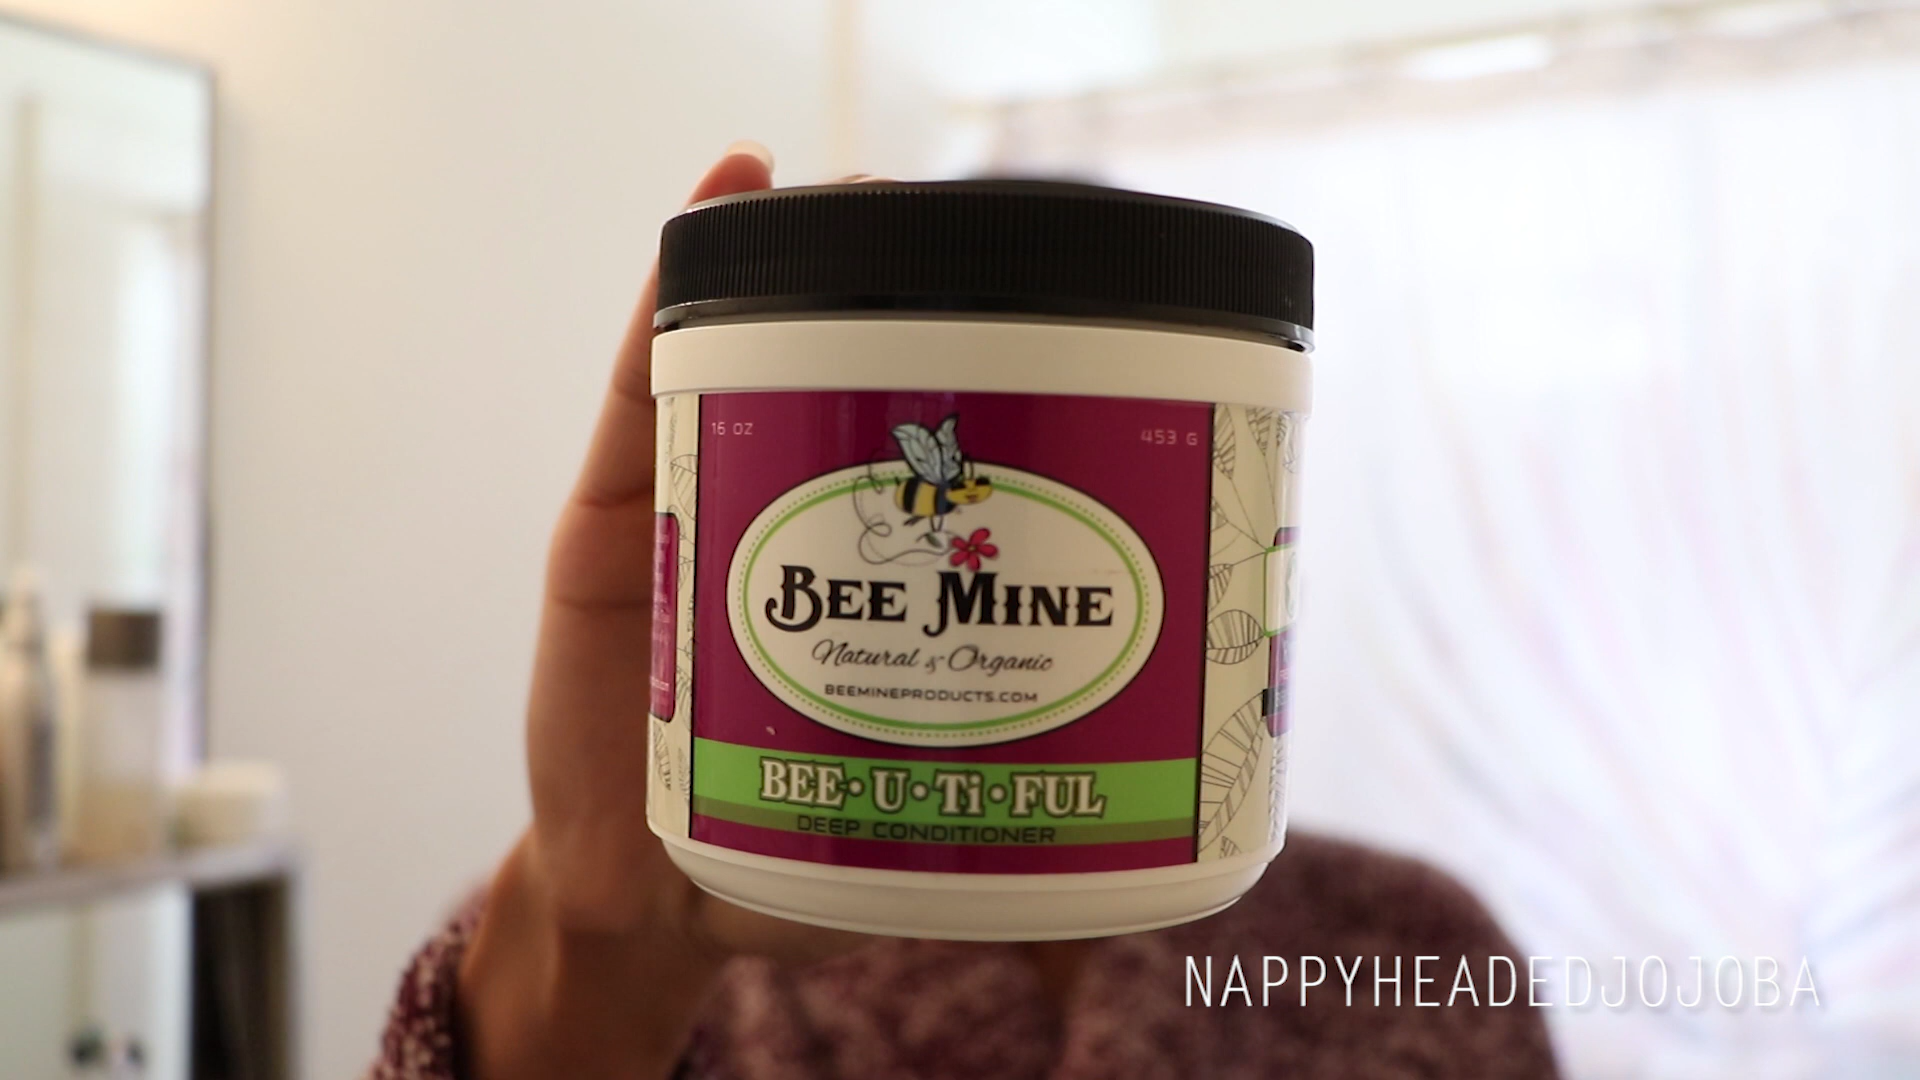 16 OZ
453 G
BEE MINE
Natural & Organic
BEEMINEPRODUCTS.COM
BEE•U•Ti•FUL
DEEP CONDITIONER
NAPPYHEADEDJOJOBA